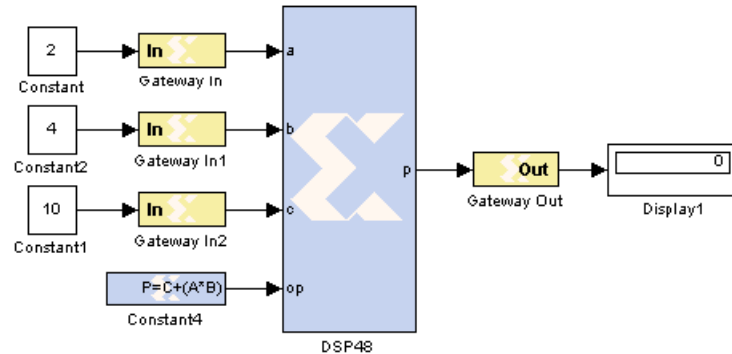 2
Constant
In
Gateway In
a
4
Constant2
In
Gateway In1
b
10
Constant1
In
Gateway In2
c
P=C+(A*B)
Constant4
op
DSP48
p
Out
Gateway Out
0
Display1